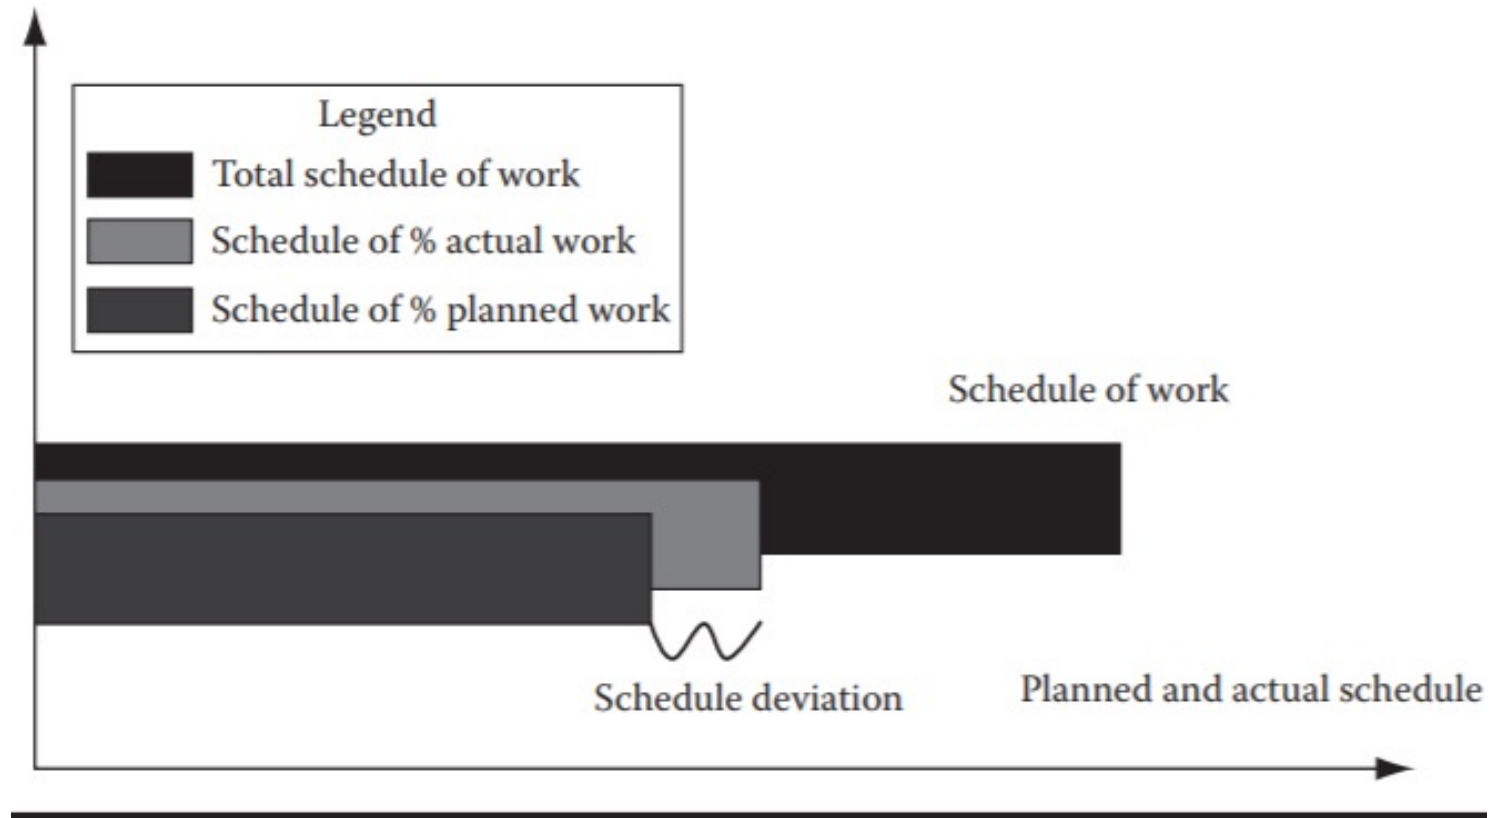 Legend
Total schedule of work
Schedule of % actual work
Schedule of % planned work
Schedule of work
Schedule deviation
Planned and actual schedule